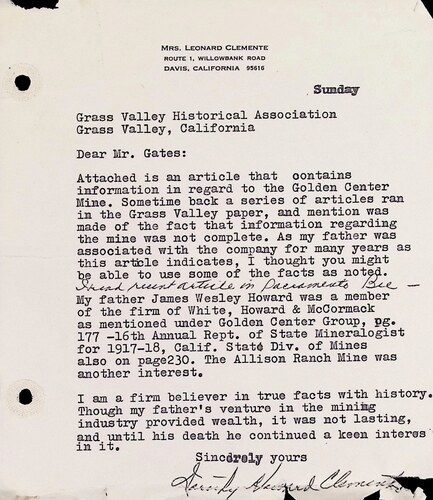 MRS. LEONARD CLEMENTE
ROUTE 1, WILLOWBANK ROAD
DAVIS, CALIFORNIA 95616
Sunday
Grass Valley Historical Association
Grass Valley, California
Dear Mr. Gates:
Attached is an article that contains
information in regard to the Golden Center
Mine. Sometime back a series of articles ran
in the Grass Valley paper, and mention was
made of the fact that information regarding
the mine was not complete. As my father was
associated with the company for many years as
this article indicates, I thought you might
be able to use some of the facts as noted.
I read recent article in Sacramento Bee —
My father James Wesley Howard was a member
of the firm of White, Howard & McCormack
as mentioned under Golden Center Group, pg.
177 -16th Annual Rept. of State Mineralogist
for 1917-18, Calif. State Div. of Mines
also on page230. The Allison Ranch Mine was
another interest.
I am a firm believer in true facts with history.
Though my father's venture in the mining
industry provided wealth, it was not lasting,
and until his death he continued a keen interes
in it.
Sincerely yours
Dorothy Howard Clemente